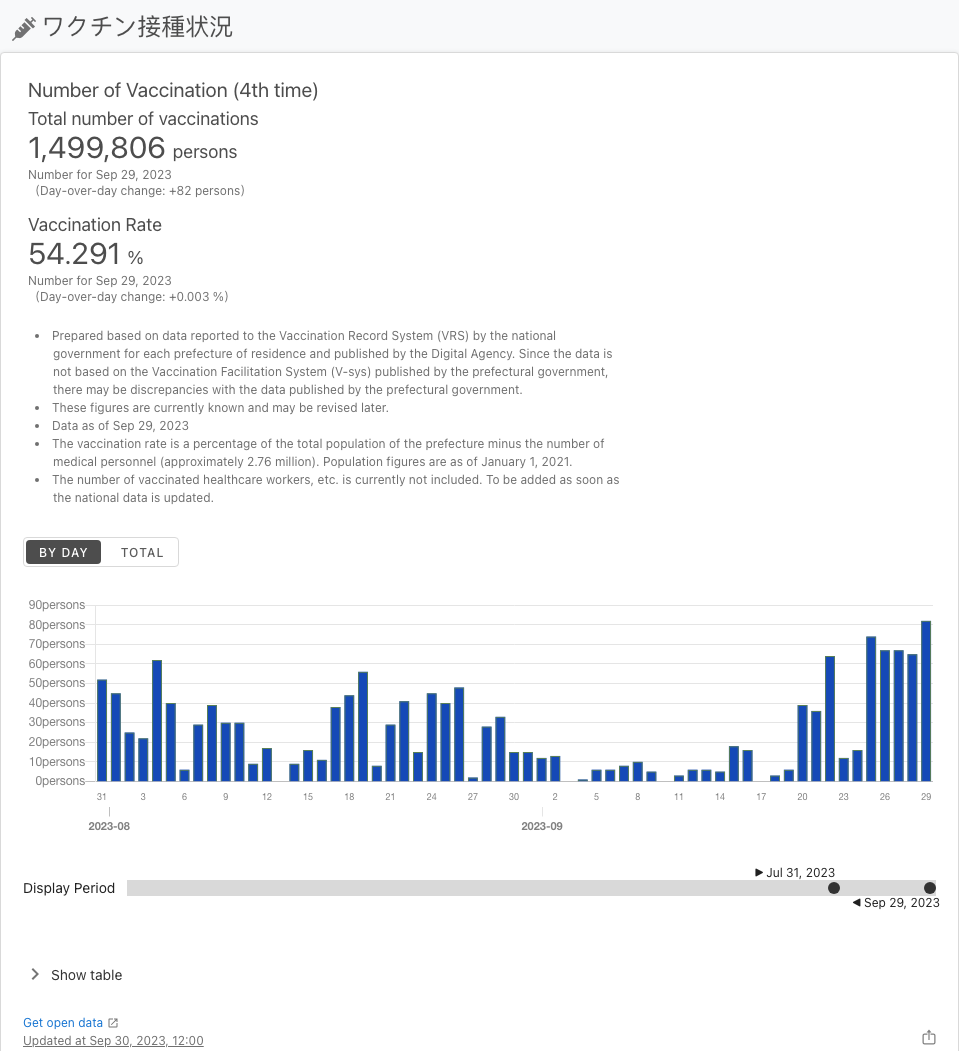 ワクチン接種状況
Number of Vaccination (4th time)
Total number of vaccinations
1,499,806 persons
Number for Sep 29, 2023
(Day-over-day change: +82 persons)
Vaccination Rate
54.291 %
Number for Sep 29, 2023
(Day-over-day change: +0.003 %)
• Prepared based on data reported to the Vaccination Record System (VRS) by the national
government for each prefecture of residence and published by the Digital Agency. Since the data is
not based on the Vaccination Facilitation System (V-sys) published by the prefectural government,
there may be discrepancies with the data published by the prefectural government.
• These figures are currently known and may be revised later.
• Data as of Sep 29, 2023
• The vaccination rate is a percentage of the total population of the prefecture minus the number of
medical personnel (approximately 2.76 million). Population figures are as of January 1, 2021.
• The number of vaccinated healthcare workers, etc. is currently not included. To be added as soon as
the national data is updated.
BY DAY TOTAL
90persons
80persons
70persons
60persons
50persons
40persons
30persons
20persons
10persons
0persons
31 3 6 9 12 15 18 21 24 27 30 2 5 8 11 14 17 20 23 26 29
2023-08 2023-09
Jul 31, 2023
Display Period
Sep 29, 2023
Show table
Get open data
Updated at Sep 30, 2023, 12:00